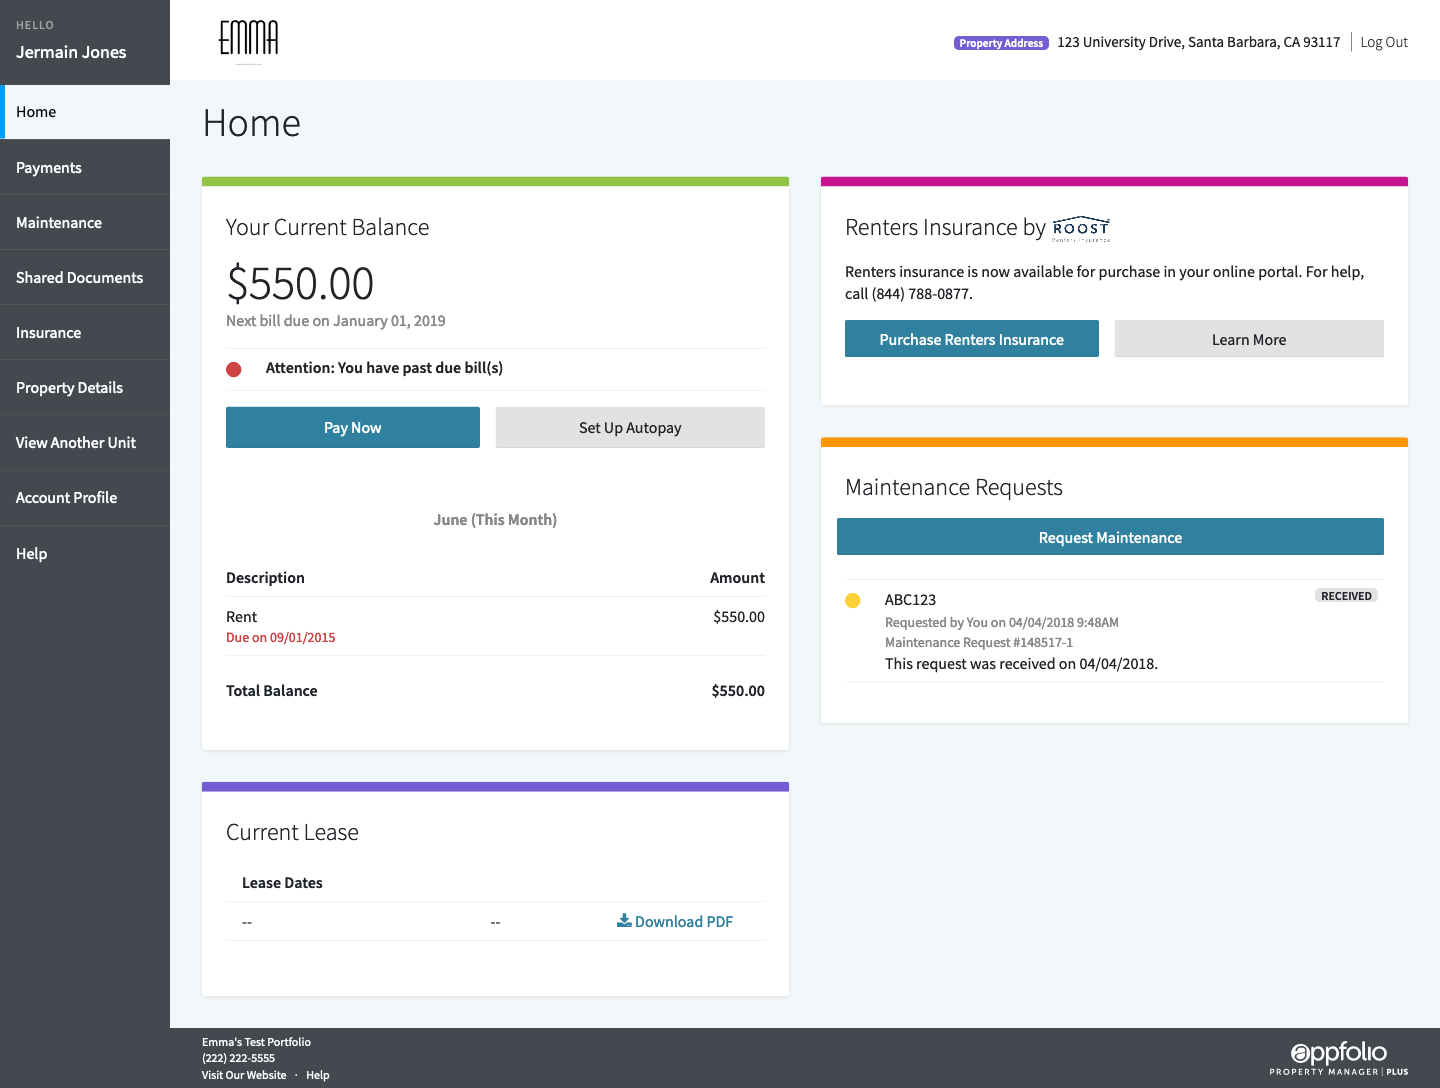 HELLO
Jermain Jones
Home
Payments
Maintenance
Shared Documents
Insurance
Property Details
View Another Unit
Account Profile
Help
EMMA
Property Address 123 University Drive, Santa Barbara, CA 93117 Log Out
Home
Your Current Balance
$550.00
Next bill due on January 01, 2019
Attention: You have past due bill(s)
Pay Now Set Up Autopay
June (This Month)
Description Amount
Rent $550.00
Due on 09/01/2015
Total Balance $550.00
Current Lease
Lease Dates
-- -- Download PDF
Renters Insurance by ROOST
Renters Insurance
Renters insurance is now available for purchase in your online portal. For help,
call (844) 788-0877.
Purchase Renters Insurance Learn More
Maintenance Requests
Request Maintenance
ABC123 RECEIVED
Requested by You on 04/04/2018 9:48AM
Maintenance Request #148517-1
This request was received on 04/04/2018.
Emma's Test Portfolio
(222) 222-5555
Visit Our Website · Help
appfolio
PROPERTY MANAGER | PLUS